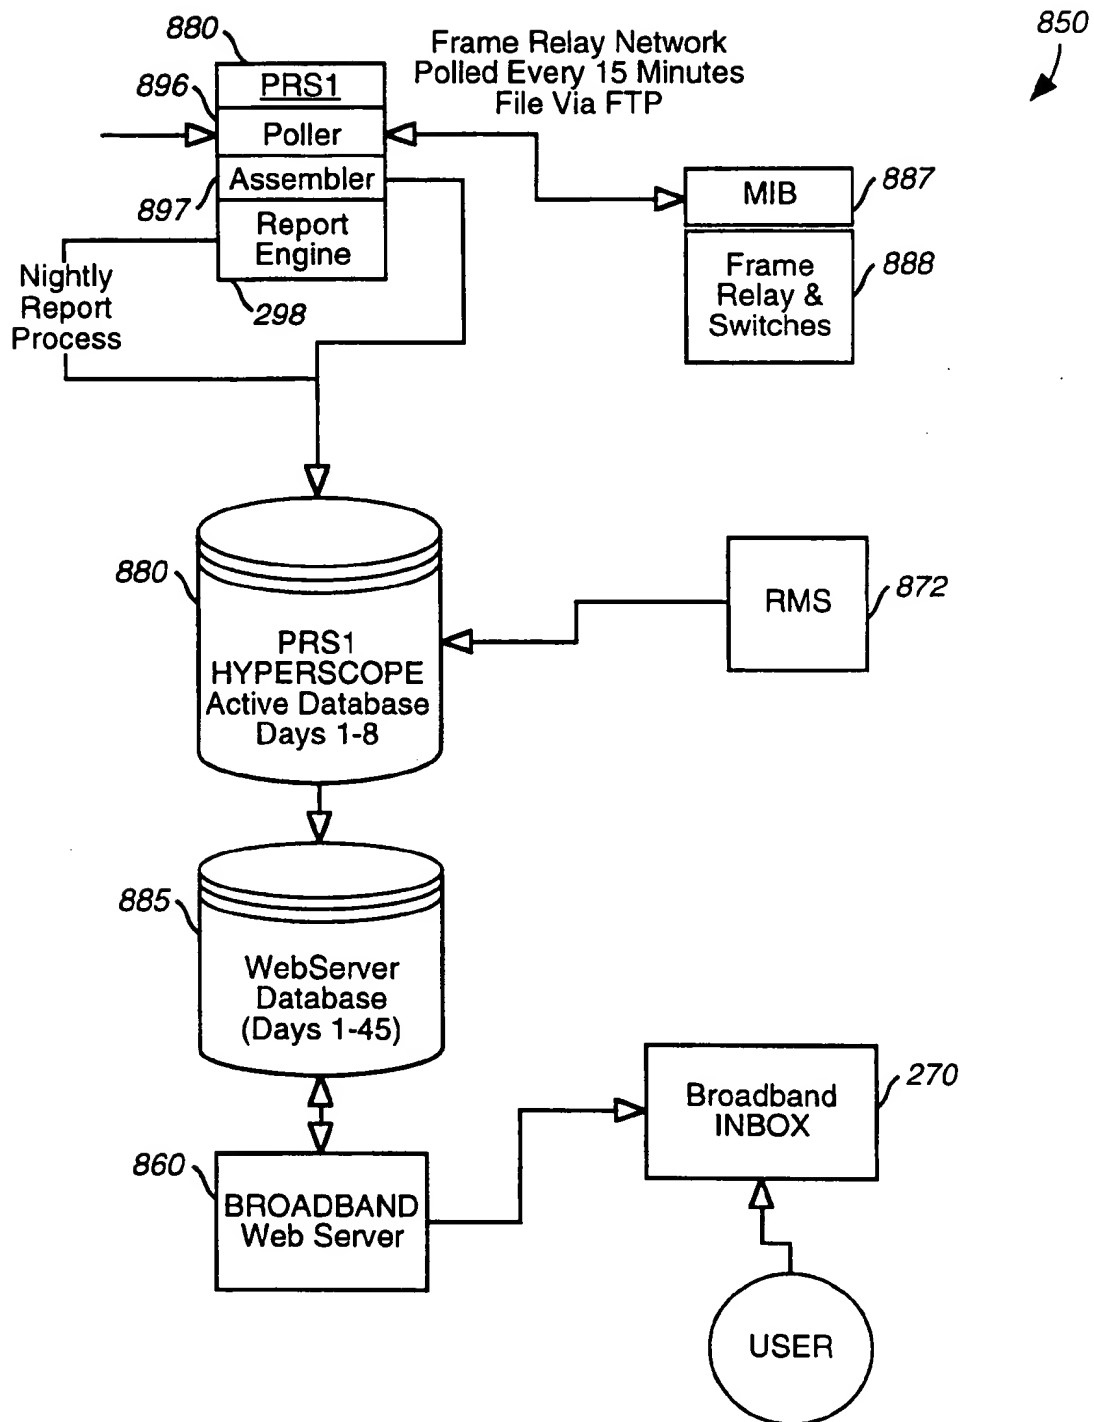 850
880
Frame Relay Network
Polled Every 15 Minutes
File Via FTP
PRS1
896
Poller
Assembler
897
Report
Engine
298
Nightly
Report
Process
MIB
887
Frame
Relay &
Switches
888
880
PRS1
HYPERSCOPE
Active Database
Days 1-8
RMS
872
885
WebServer
Database
(Days 1-45)
860
BROADBAND
Web Server
Broadband
INBOX
270
USER